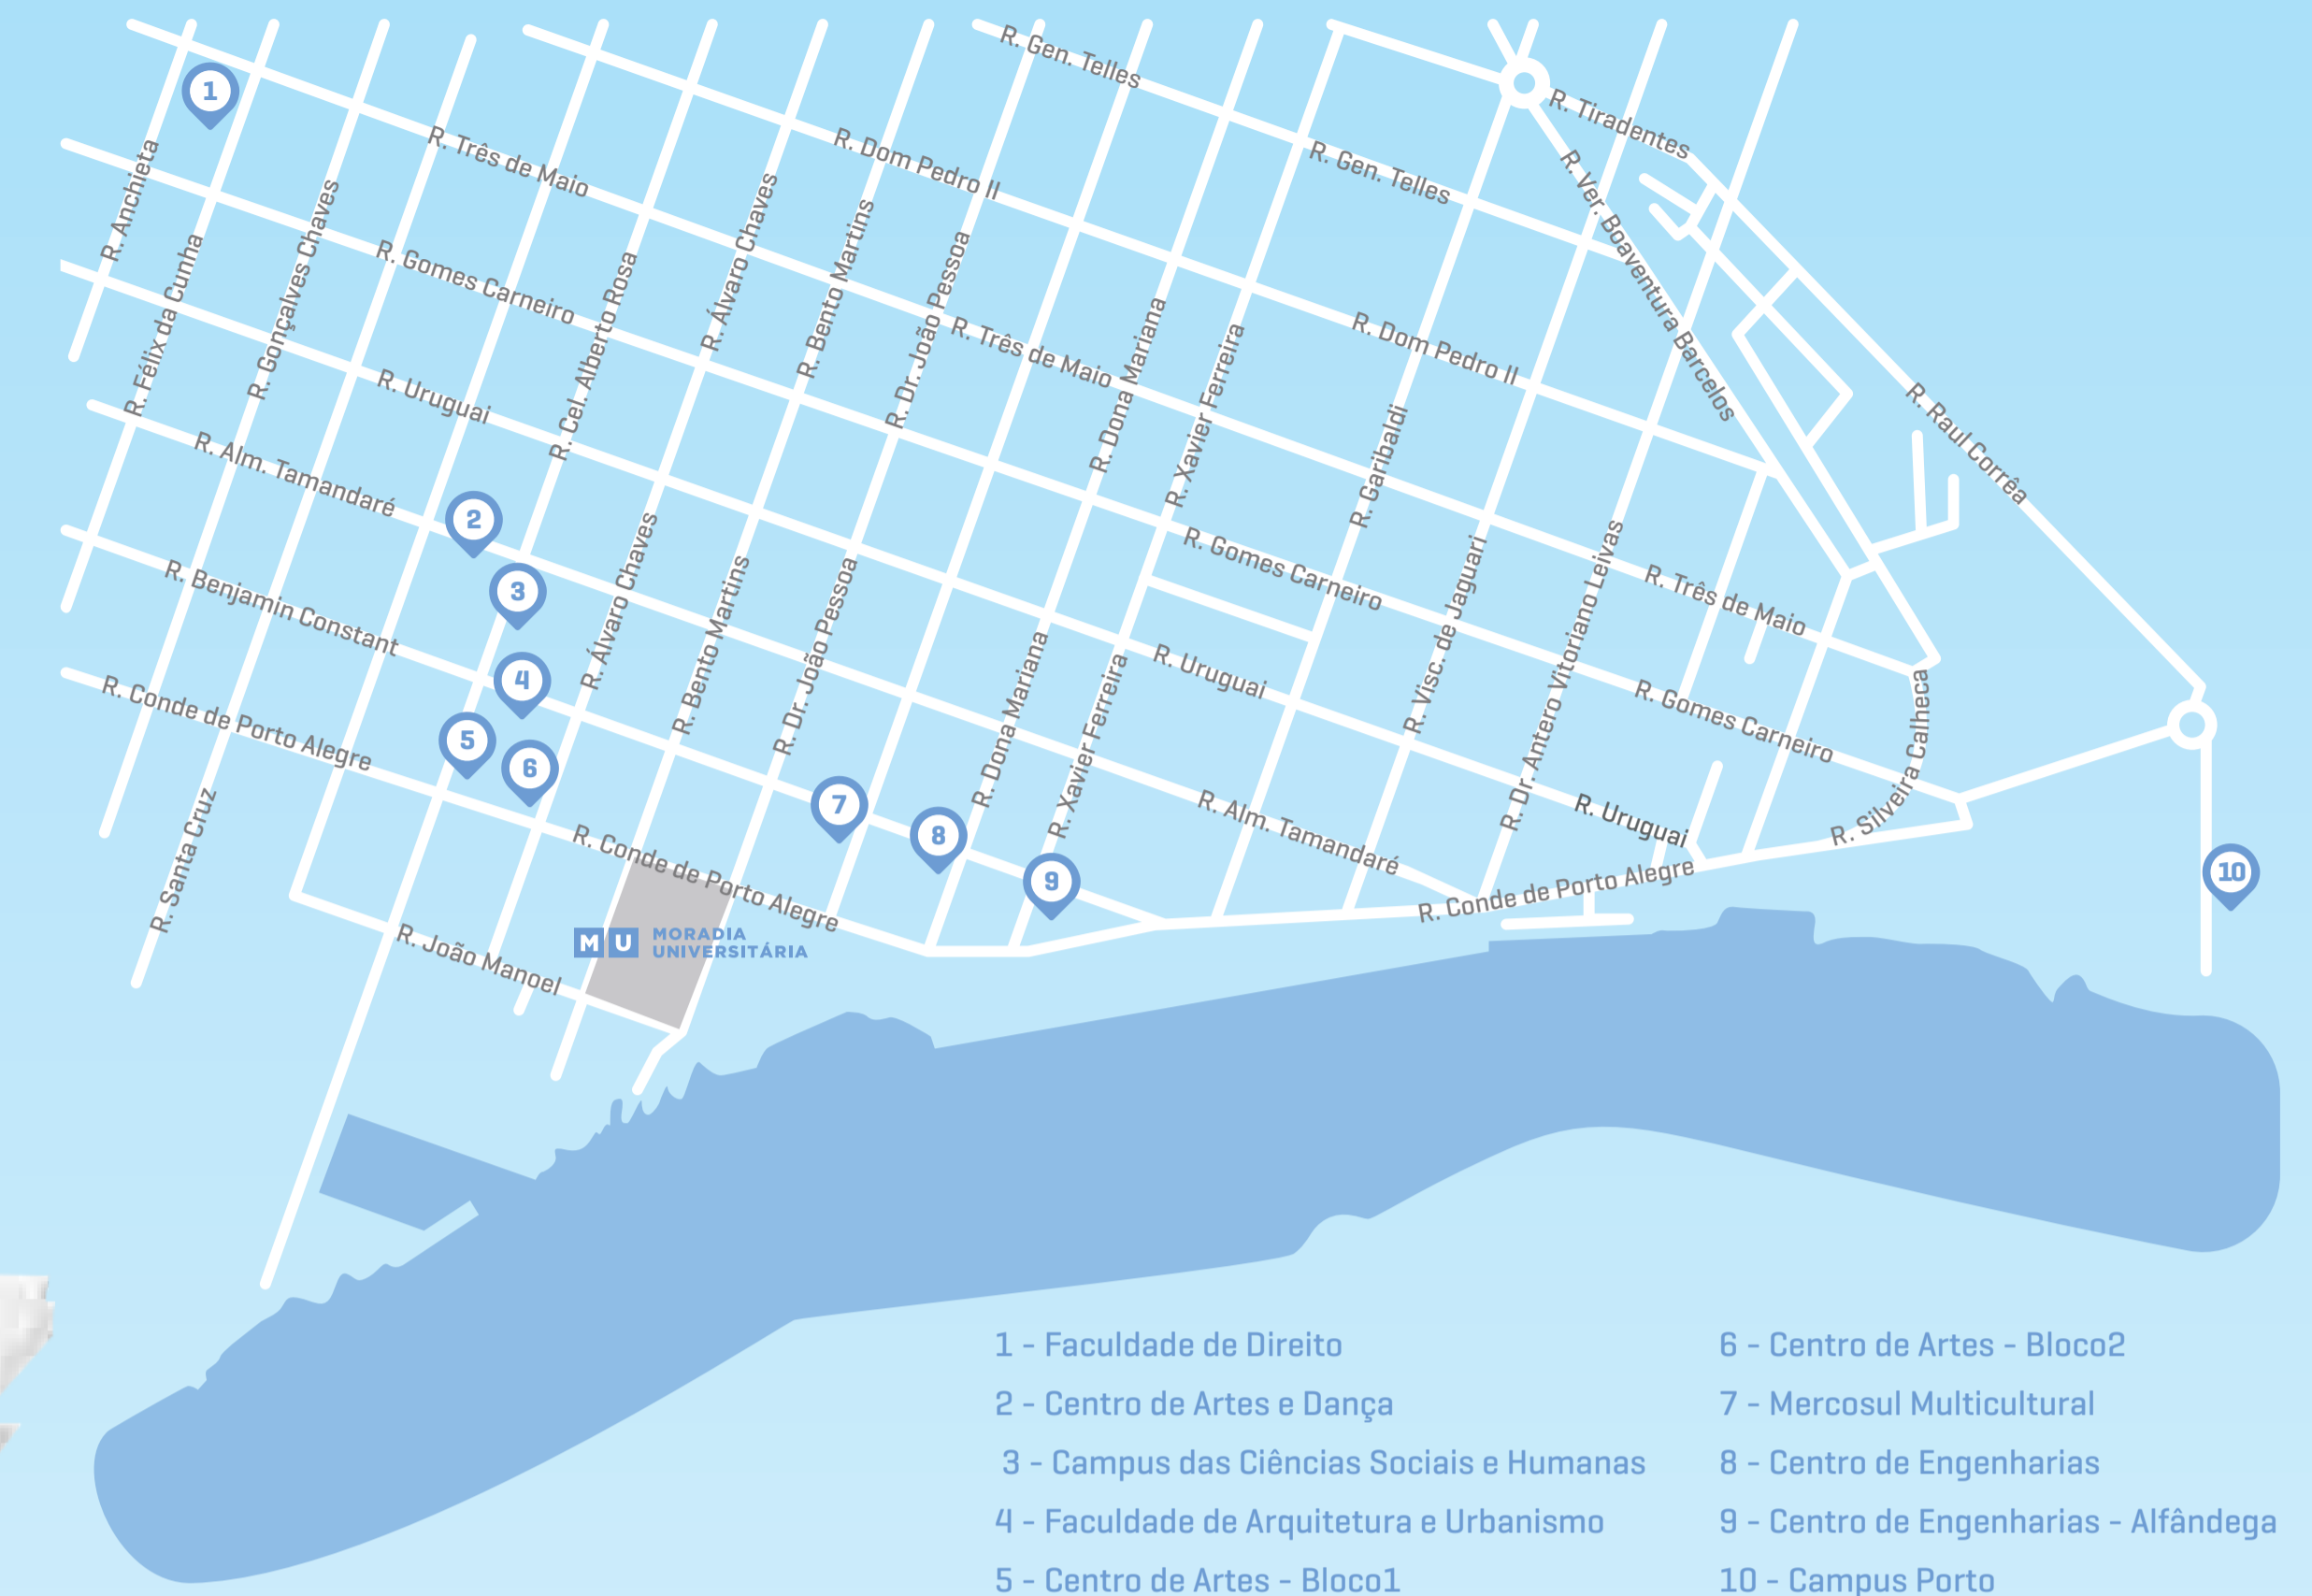 R. Gen. Telles
R. Tiradentes
1
R. Três de Maio
R. Dom Pedro II
R. Gen. Telles
R. Ver. Boaventura Barcelos
R. Anchieta
R. Félix da Cunha
R. Gonçalves Chaves
R. Gomes Carneiro
R. Cel. Alberto Rosa
R. Álvaro Chaves
R. Bento Martins
R. Dr. João Pessoa
R. Três de Maio
R. Dona Mariana
R. Xavier Ferreira
R. Dom Pedro II
R. Garibaldi
R. Raul Corrêa
R. Uruguai
R. Alm. Tamandaré
2
R. Benjamin Constant
3
R. Álvaro Chaves
R. Bento Martins
R. Dr. João Pessoa
R. Gomes Carneiro
R. Visc. de Jaguari
R. Dr. Antero Vitoriano Leivas
R. Três de Maio
R. Uruguai
R. Dona Mariana
R. Xavier Ferreira
R. Gomes Carneiro
R. Silveira Calheca
R. Conde de Porto Alegre
4
5
6
7
8
9
10
R. Alm. Tamandaré
R. Uruguai
R. Santa Cruz
R. Conde de Porto Alegre
R. Conde de Porto Alegre
R. João Manoel
M U MORADIA
UNIVERSITÁRIA
1 - Faculdade de Direito
2 - Centro de Artes e Dança
3 - Campus das Ciências Sociais e Humanas
4 - Faculdade de Arquitetura e Urbanismo
5 - Centro de Artes - Bloco1
6 - Centro de Artes - Bloco2
7 - Mercosul Multicultural
8 - Centro de Engenharias
9 - Centro de Engenharias - Alfândega
10 - Campus Porto